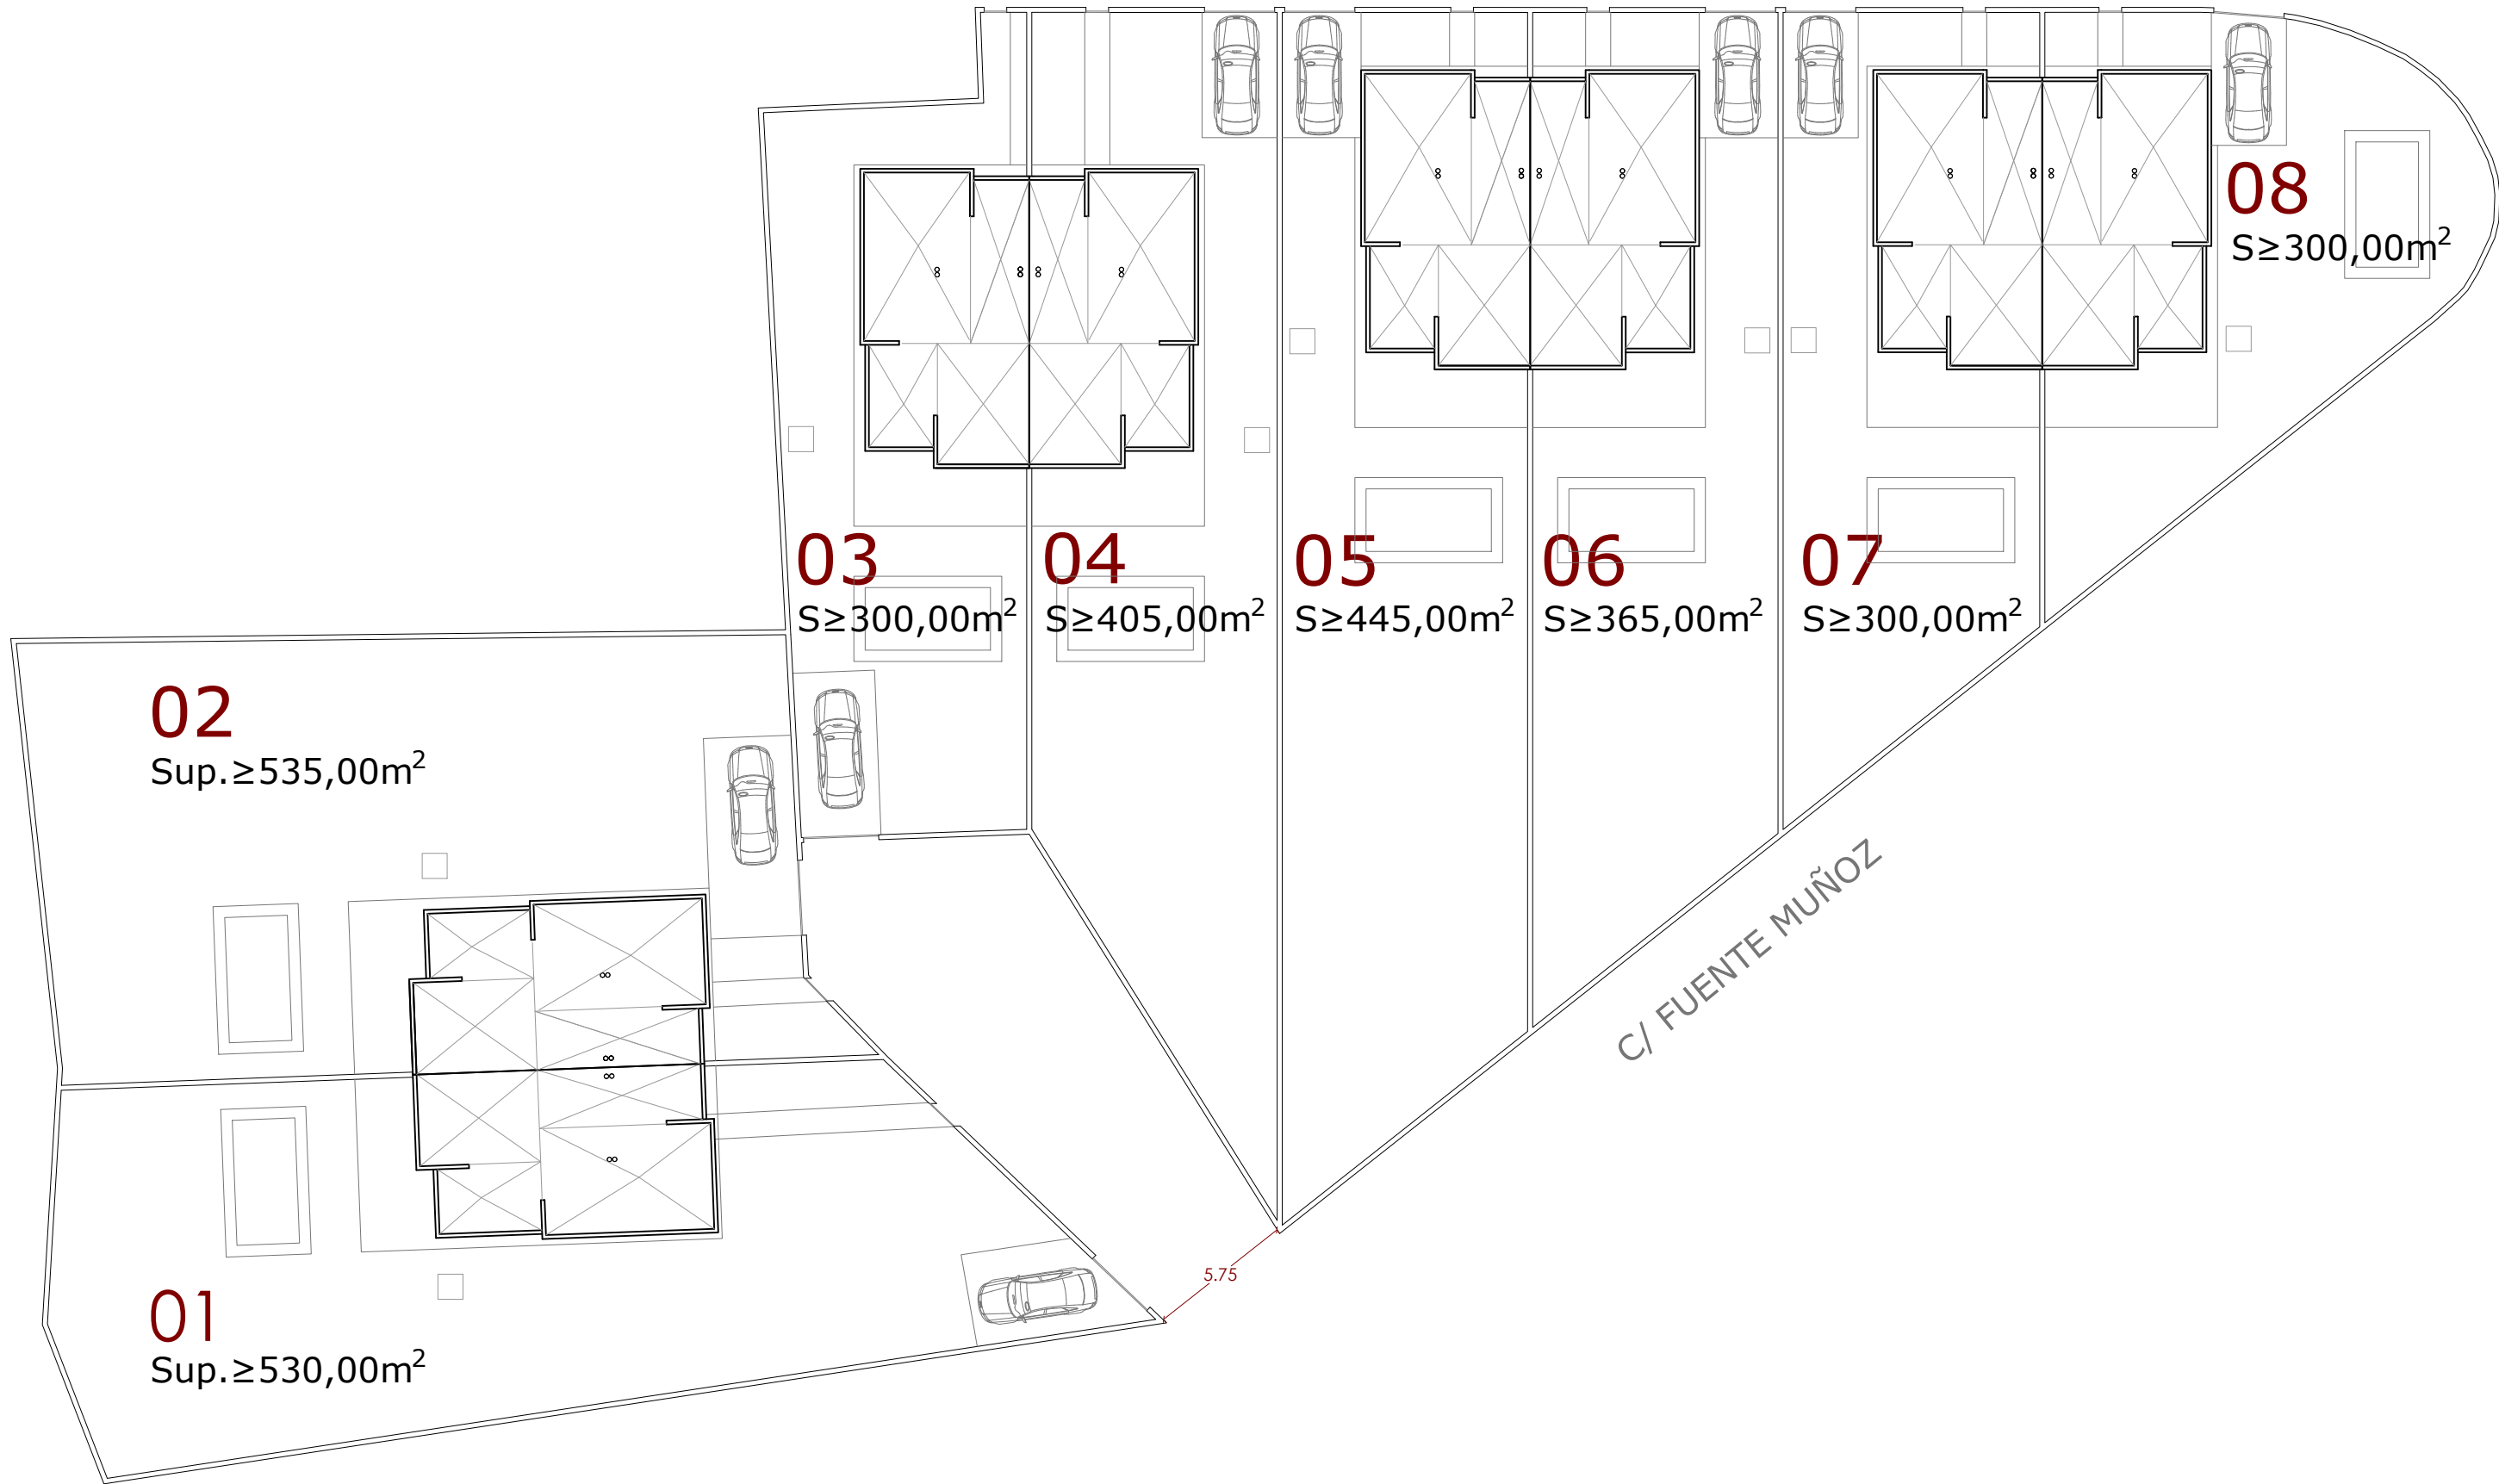 08
S≥300,00m²
03
S≥300,00m²
04
S≥405,00m²
05
S≥445,00m²
06
S≥365,00m²
07
S≥300,00m²
02
Sup.≥535,00m²
C/ FUENTE MUÑOZ
5.75
01
Sup.≥530,00m²